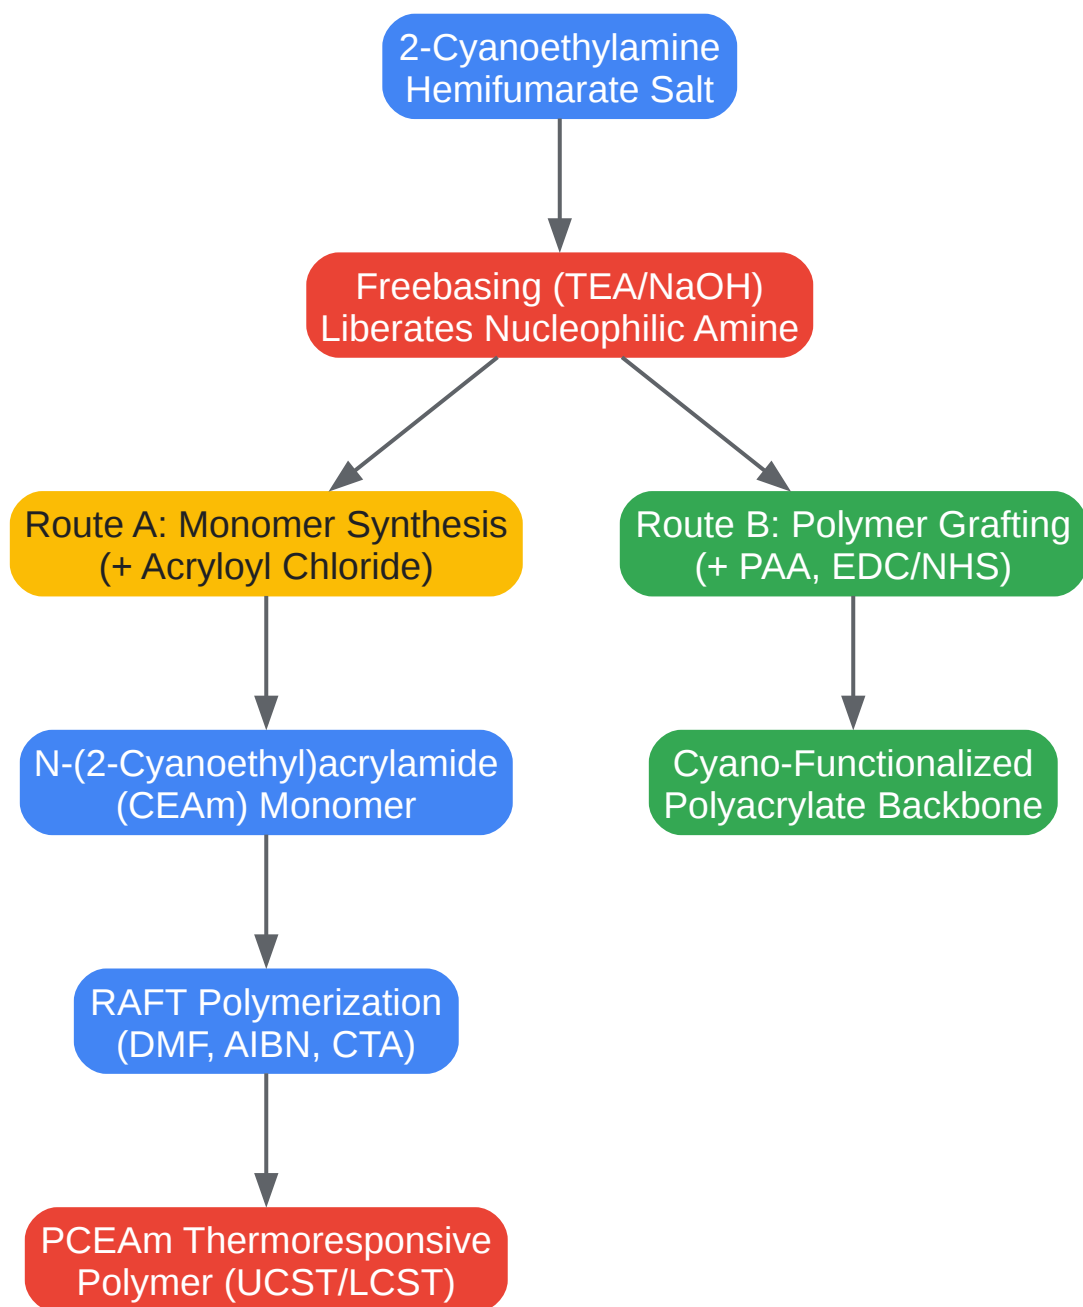 2-Cyanoethylamine
Hemifumarate Salt
Freebasing (TEA/NaOH)
Liberates Nucleophilic Amine
Route A: Monomer Synthesis
(+ Acryloyl Chloride)
Route B: Polymer Grafting
(+ PAA, EDC/NHS)
N-(2-Cyanoethyl)acrylamide
(CEAm) Monomer
Cyano-Functionalized
Polyacrylate Backbone
RAFT Polymerization
(DMF, AIBN, CTA)
PCEAm Thermoresponsive
Polymer (UCST/LCST)